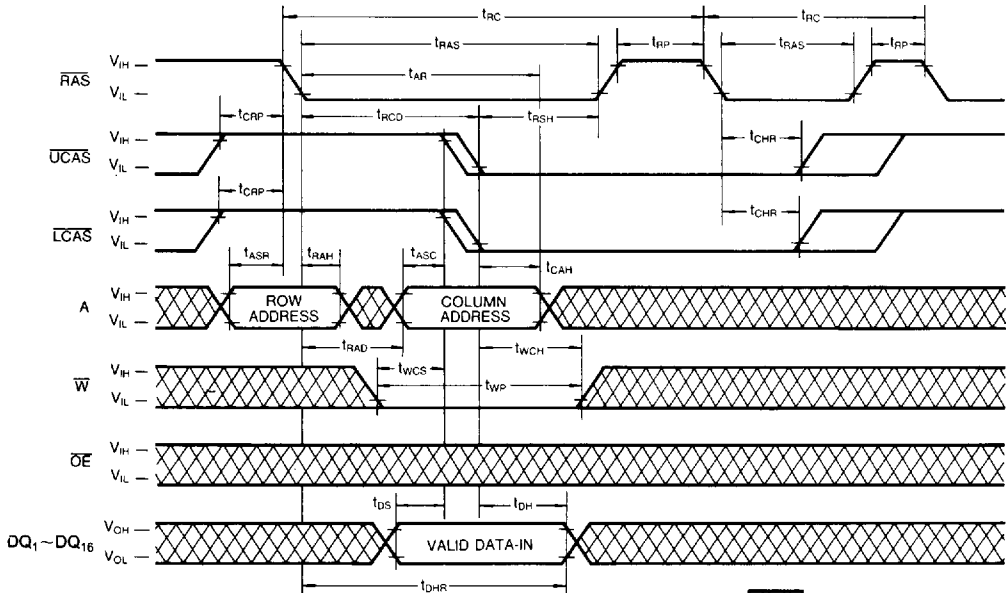 tRC tRC
tRAS tRP tRAS tRP
RAS VIH
VIL
tAR
tCRP tRCD tRSH
UCAS VIH
VIL
tCHR
tCRP
LCAS VIH
VIL
tCHR
tASR tRAH tASC tCAH
A VIH
VIL
ROW
ADDRESS
COLUMN
ADDRESS
tRAD tWCH
tWCS
tWP
W VIH
VIL
OE VIH
VIL
tDS tDH
DQ1~DQ16 VOH
VOL
VALID DATA-IN
tDHR